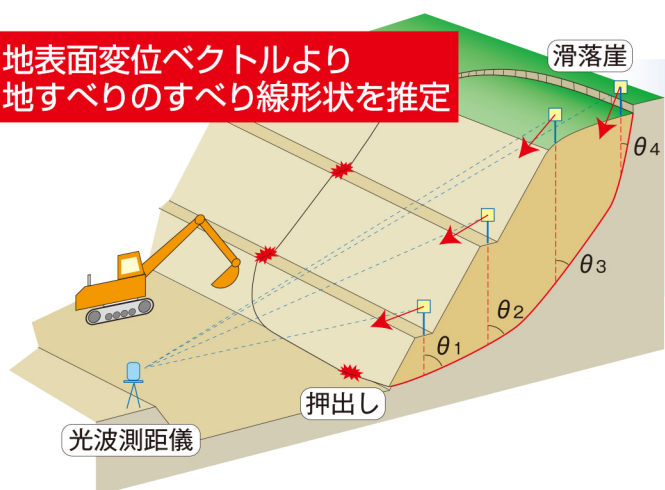 地表面変位ベクトルより
地すべりのすべり線形状を推定
滑落崖
θ4
θ3
θ2
θ1
押出し
光波測距儀